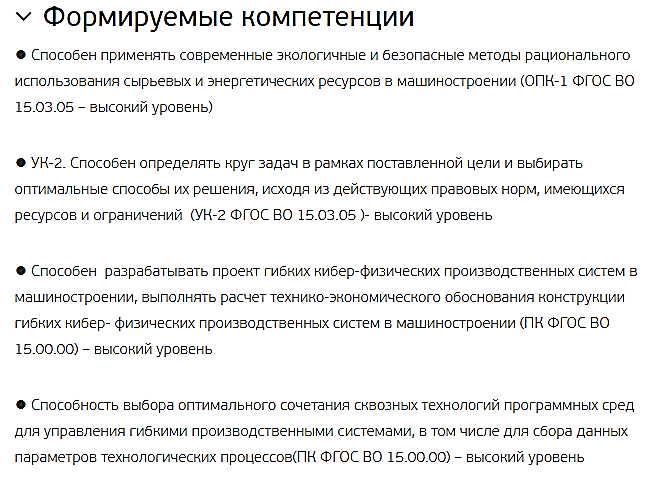 Формируемые компетенции
● Способен применять современные экологичные и безопасные методы рационального
использования сырьевых и энергетических ресурсов в машиностроении (ОПК-1 ФГОС ВО
15.03.05 – высокий уровень)
● УК-2. Способен определять круг задач в рамках поставленной цели и выбирать
оптимальные способы их решения, исходя из действующих правовых норм, имеющихся
ресурсов и ограничений  (УК-2 ФГОС ВО 15.03.05 )- высокий уровень
● Способен  разрабатывать проект гибких кибер-физических производственных систем в
машиностроении, выполнять расчет технико-экономического обоснования конструкции
гибких кибер- физических производственных систем в машиностроении (ПК ФГОС ВО
15.00.00) – высокий уровень
● Способность выбора оптимального сочетания сквозных технологий программных сред
для управления гибкими производственными системами, в том числе для сбора данных
параметров технологических процессов(ПК ФГОС ВО 15.00.00) – высокий уровень